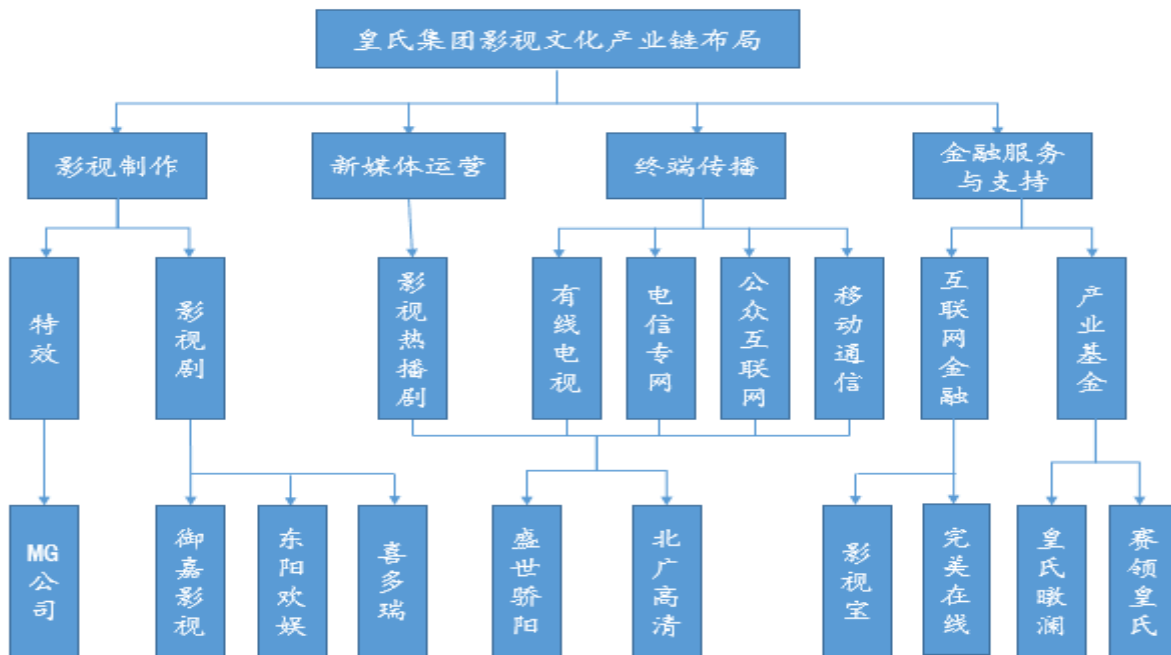 皇氏集团影视文化产业链布局
影视制作
新媒体运营
终端传播
金融服务
与支持
特效
影视剧
影视热播剧
有线电视
电信专网
公众互联网
移动通信
互联网金融
产业基金
MG公司
御嘉影视
东阳欢娱
喜多瑞
盛世骄阳
北广高清
影视宝
完美在线
皇氏暾澜
赛领皇氏